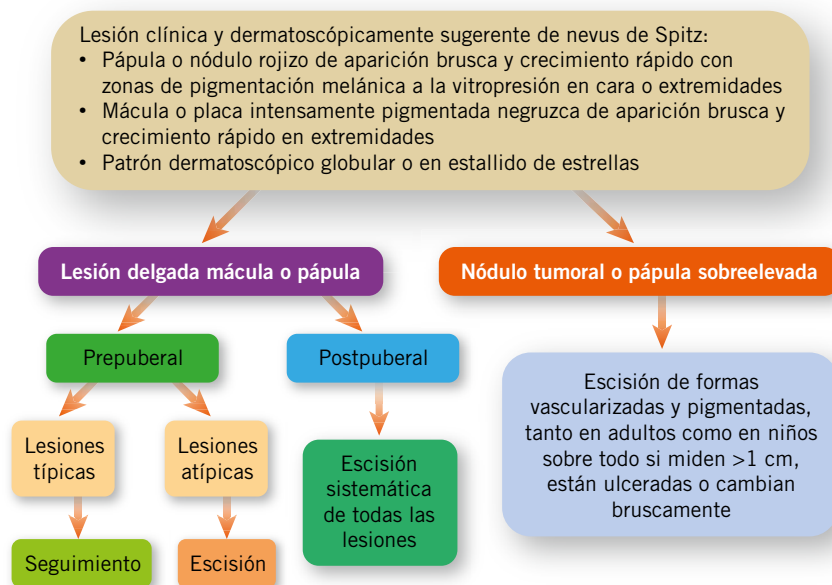 Lesión clínica y dermatoscópicamente sugerente de nevus de Spitz:
• Pápula o nódulo rojizo de aparición brusca y crecimiento rápido con
zonas de pigmentación melánica a la vitropresión en cara o extremidades
• Mácula o placa intensamente pigmentada negruzca de aparición brusca y
crecimiento rápido en extremidades
• Patrón dermatoscópico globular o en estallido de estrellas
Lesión delgada mácula o pápula
Nódulo tumoral o pápula sobreelevada
Prepuberal
Postpuberal
Lesiones
típicas
Lesiones
atípicas
Seguimiento
Escisión
Escisión
sistemática
de todas las
lesiones
Escisión de formas
vascularizadas y pigmentadas,
tanto en adultos como en niños
sobre todo si miden >1 cm,
están ulceradas o cambian
bruscamente